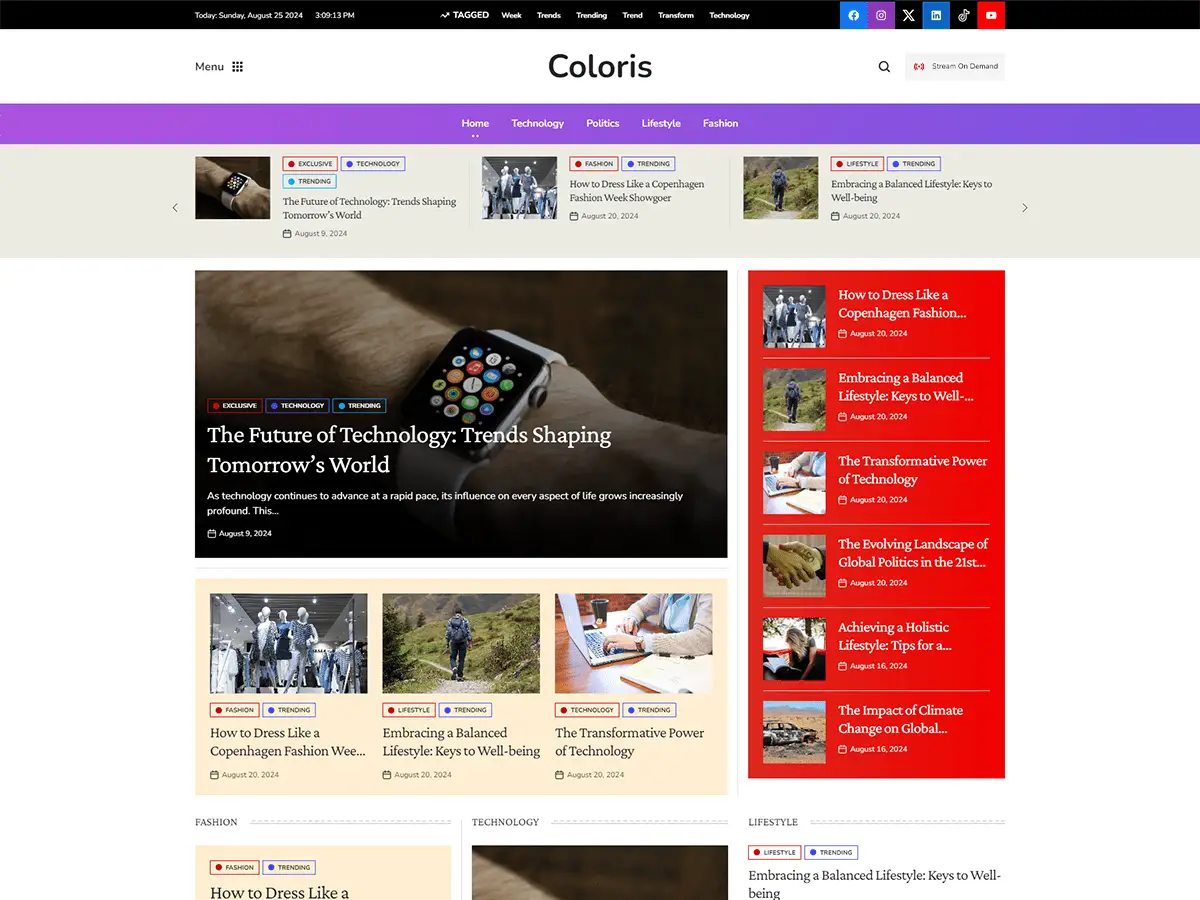 Today: Sunday, August 25 2024 3:09:13 PM
TAGGED Week Trends Trending Trend Transform Technology
Menu
Coloris
Stream On Demand
Home Technology Politics Lifestyle Fashion
EXCLUSIVE TECHNOLOGY
TRENDING
The Future of Technology: Trends Shaping
Tomorrow’s World
August 9, 2024
FASHION TRENDING
How to Dress Like a Copenhagen
Fashion Week Showgoer
August 20, 2024
LIFESTYLE TRENDING
Embracing a Balanced Lifestyle: Keys to
Well-being
August 20, 2024
EXCLUSIVE TECHNOLOGY TRENDING
The Future of Technology: Trends Shaping
Tomorrow’s World
As technology continues to advance at a rapid pace, its influence on every aspect of life grows increasingly
profound. This...
August 9, 2024
How to Dress Like a
Copenhagen Fashion...
August 20, 2024
Embracing a Balanced
Lifestyle: Keys to Well-...
August 20, 2024
The Transformative Power
of Technology
August 20, 2024
The Evolving Landscape of
Global Politics in the 21st...
August 20, 2024
Achieving a Holistic
Lifestyle: Tips for a...
August 16, 2024
The Impact of Climate
Change on Global...
August 16, 2024
FASHION TRENDING
How to Dress Like a
Copenhagen Fashion Wee...
August 20, 2024
LIFESTYLE TRENDING
Embracing a Balanced
Lifestyle: Keys to Well-being
August 20, 2024
TECHNOLOGY TRENDING
The Transformative Power
of Technology
August 20, 2024
FASHION
FASHION TRENDING
How to Dress Like a
TECHNOLOGY
LIFESTYLE
LIFESTYLE TRENDING
Embracing a Balanced Lifestyle: Keys to Well-
being